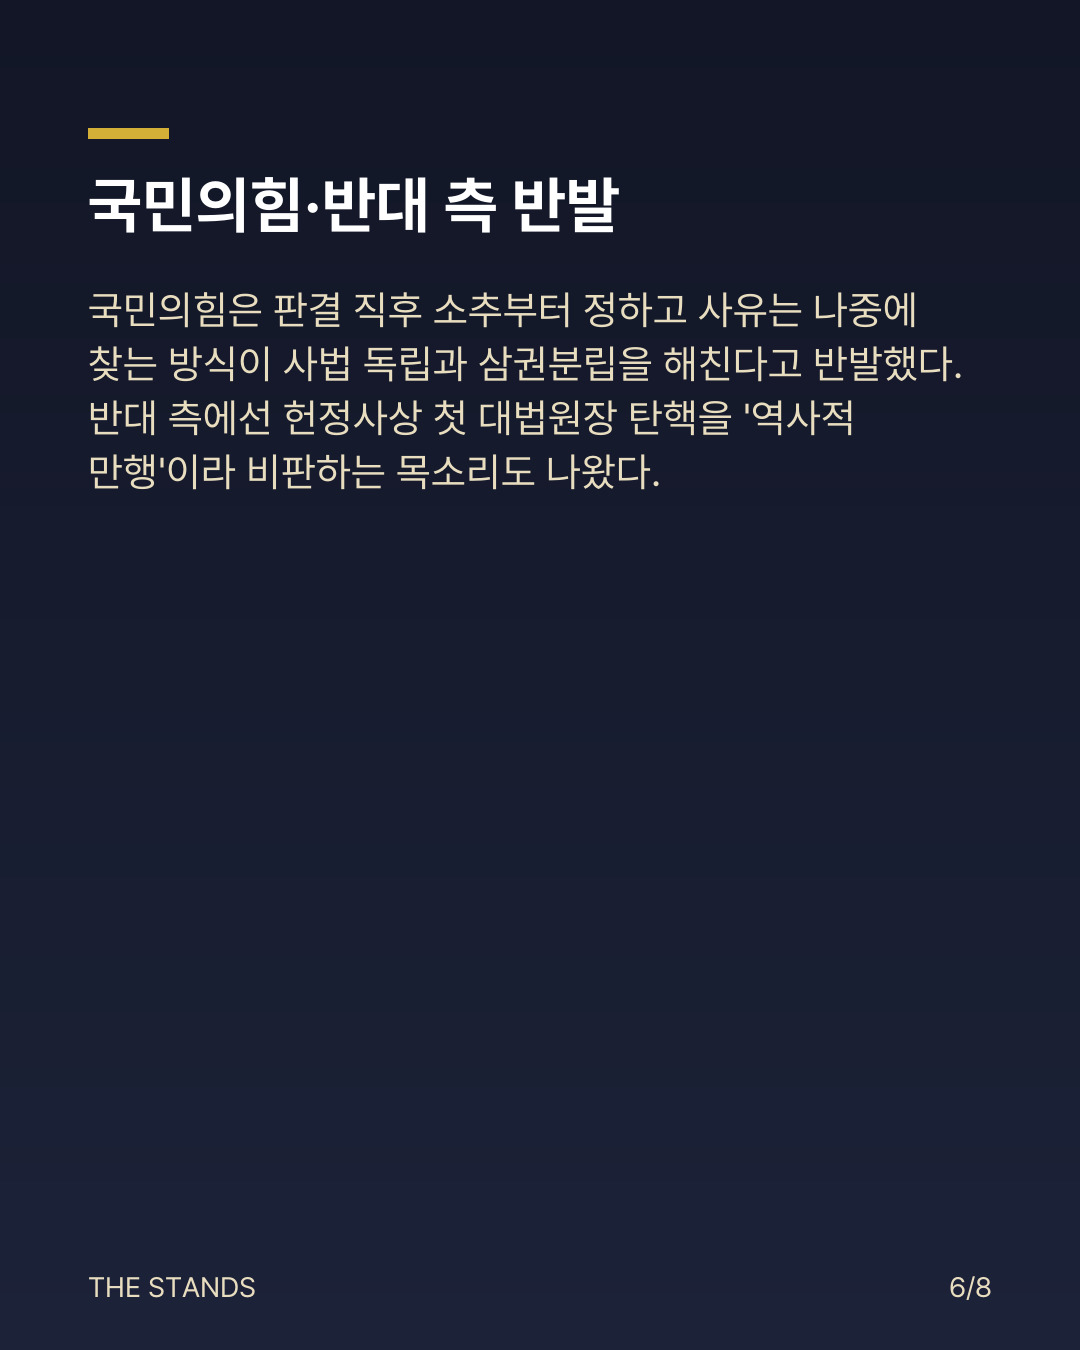 국민의힘·반대 측 반발
국민의힘은 판결 직후 소추부터 정하고 사유는 나중에
찾는 방식이 사법 독립과 삼권분립을 해친다고 반발했다.
반대 측에선 헌정사상 첫 대법원장 탄핵을 '역사적
만행'이라 비판하는 목소리도 나왔다.
THE STANDS
6/8